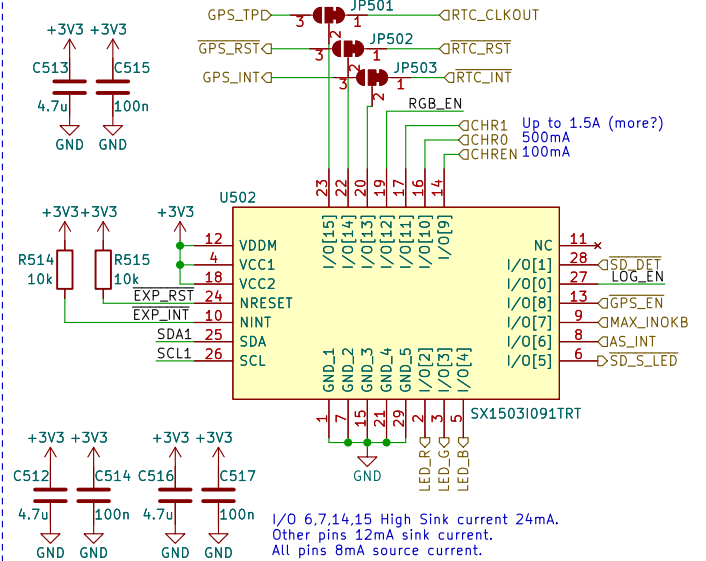 JP501
GPS_TP 3 1 RTC_CLKOUT
2
JP502
GPS_RST 3 1 RTC_RST
2
JP503
GPS_INT 3 1 RTC_INT
2
+3V3 +3V3
C513 C515
4.7u 100n
GND GND
RGB_EN
CHR1 Up to 1.5A (more?)
CHR0 500mA
CHREN 100mA
23 22 20 19 17 16 14
U502
I/O[15] I/O[14] I/O[13] I/O[12] I/O[11] I/O[10] I/O[9]
+3V3 +3V3 +3V3
R514 10k
R515 10k
12 VDDM
4 VCC1
18 VCC2
EXP_RST 24 NRESET
EXP_INT 10 NINT
SDA1 25 SDA
SCL1 26 SCL
NC 11
I/O[1] 28 SD_DET
I/O[0] 27 LOG_EN
I/O[8] 13 GPS_EN
I/O[7] 9 MAX_INOKB
I/O[6] 8 AS_INT
I/O[5] 6 SD_S_LED
GND_1 GND_2 GND_3 GND_4 GND_5 I/O[2] I/O[3] I/O[4]
1 7 15 21 29 2 3 5
SX1503I091TRT
LED_R LED_G LED_B
GND
+3V3 +3V3 +3V3 +3V3
C512 C514 C516 C517
4.7u 100n 4.7u 100n
GND GND GND GND
I/O 6,7,14,15 High Sink current 24mA.
Other pins 12mA sink current.
All pins 8mA source current.